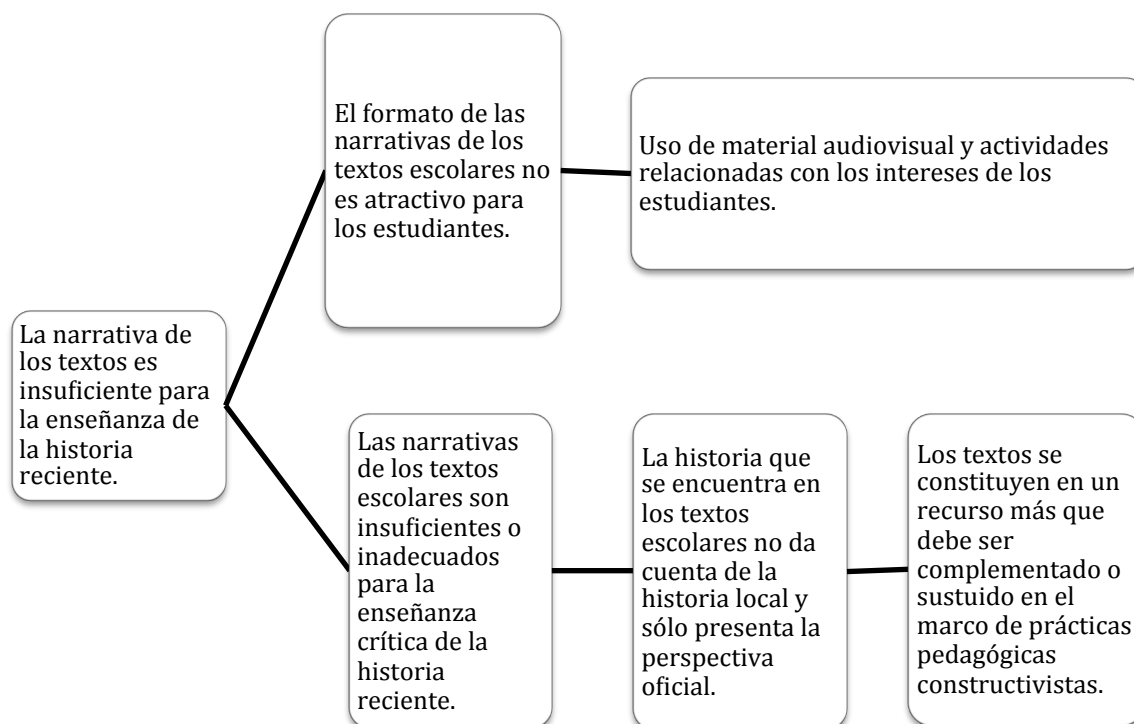 El formato de las
narrativas de los
textos escolares no
es atractivo para
los estudiantes.
Uso de material audiovisual y actividades
relacionadas con los intereses de los
estudiantes.
La narrativa de
los textos es
insuficiente para
la enseñanza de
la historia
reciente.
Las narrativas
de los textos
escolares son
insuficientes o
inadecuados
para la
enseñanza
crítica de la
historia
reciente.
La historia que
se encuentra en
los textos
escolares no da
cuenta de la
historia local y
sólo presenta la
perspectiva
oficial.
Los textos se
constituyen en un
recurso más que
debe ser
complementado o
sustuido en el
marco de prácticas
pedagógicas
constructivistas.